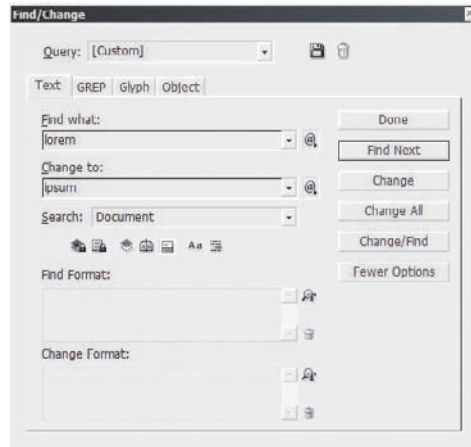 Find/Change
Query: [Custom]
Text GREP Glyph Object
Find what:
lorem
Change to:
ipsum
Search: Document
Aa
Find Format:
Change Format:
Done
Find Next
Change
Change All
Change/Find
Fewer Options